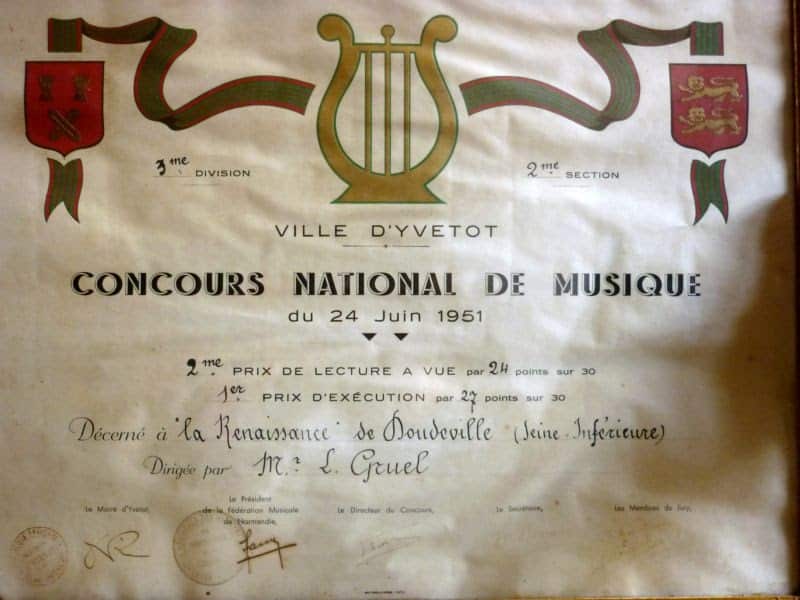 3me DIVISION
2me SECTION
VILLE D'YVETOT
CONCOURS NATIONAL DE MUSIQUE
du 24 Juin 1951
2me PRIX DE LECTURE A VUE par 24 points sur 30
1er PRIX D'EXÉCUTION par 27 points sur 30
Décerné à "la Renaissance" de Doudeville (Seine-Inférieure)
Dirigée par Mr. L. Gruel
Le Maire d'Yvetot,
Le Président
de la Fédération Musicale
de Normandie,
Le Directeur du Concours,
Le Secrétaire,
Les Membres du Jury,